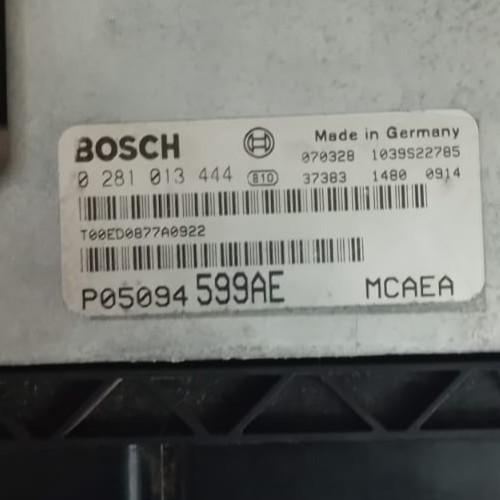 BOSCH
Made in Germany
070328 1039S22785
0 281 013 444 810 37383 1480 0914
T00ED0877A0922
P05094 599AE MCAEA